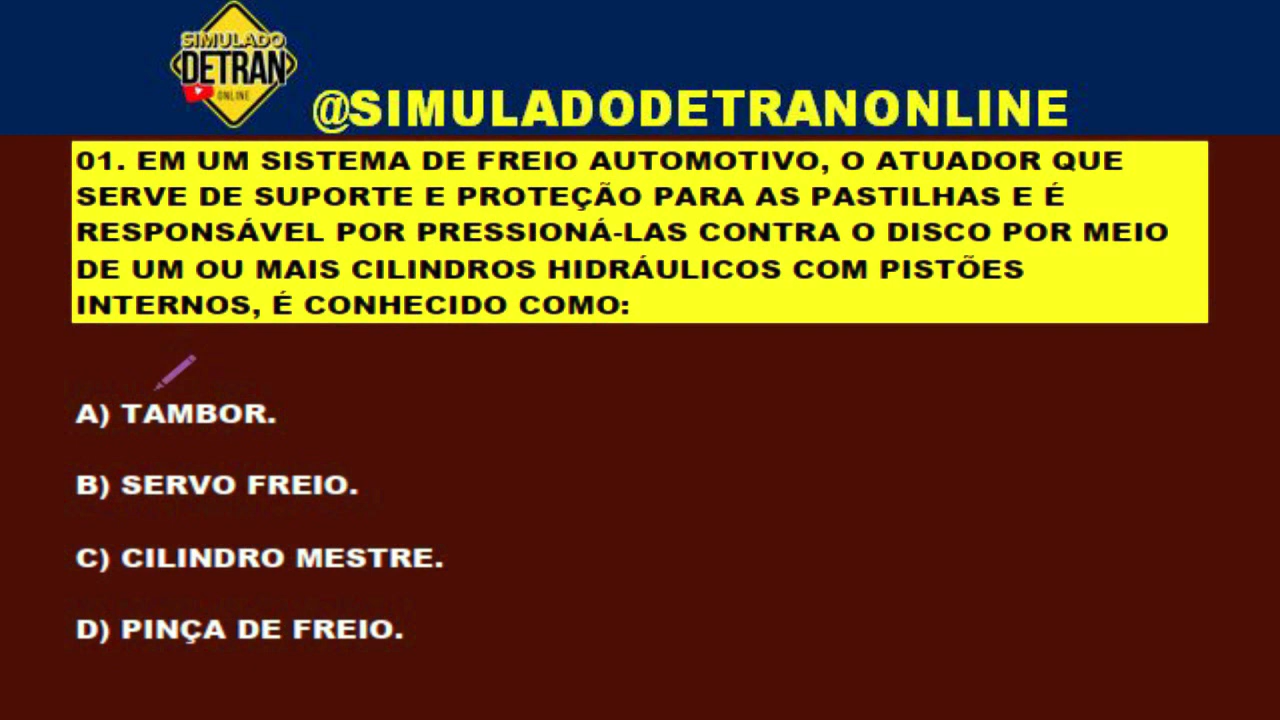 SIMULADO
DETRAN
ONLINE
@SIMULADODETRANONLINE
01. EM UM SISTEMA DE FREIO AUTOMOTIVO, O ATUADOR QUE
SERVE DE SUPORTE E PROTEÇÃO PARA AS PASTILHAS E É
RESPONSÁVEL POR PRESSIONÁ-LAS CONTRA O DISCO POR MEIO
DE UM OU MAIS CILINDROS HIDRÁULICOS COM PISTÕES
INTERNOS, É CONHECIDO COMO:
A) TAMBOR.
B) SERVO FREIO.
C) CILINDRO MESTRE.
D) PINÇA DE FREIO.